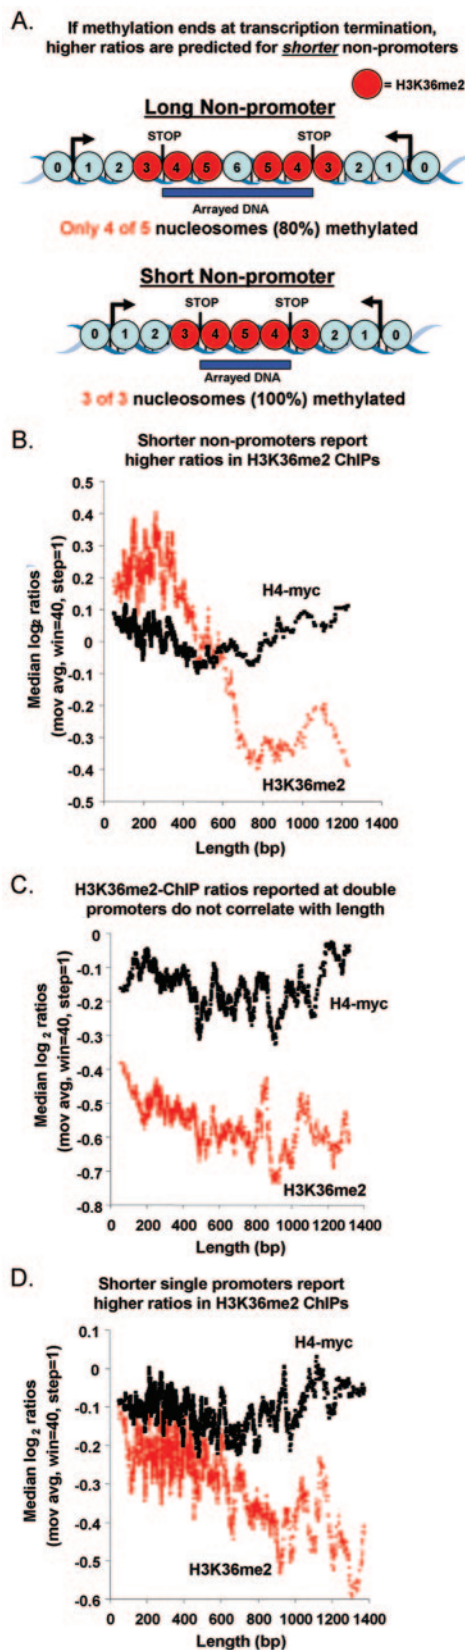 A.
If methylation ends at transcription termination,
higher ratios are predicted for shorter non-promoters
= H3K36me2
Long Non-promoter
STOP STOP
0 1 2 3 4 5 6 5 4 3 2 1 0
Arrayed DNA
Only 4 of 5 nucleosomes (80%) methylated
Short Non-promoter
STOP STOP
0 1 2 3 4 5 4 3 2 1 0
Arrayed DNA
3 of 3 nucleosomes (100%) methylated
B.
Shorter non-promoters report
higher ratios in H3K36me2 ChIPs
Median log2 ratios
(mov avg, win=40, step=1)
0.5
0.4
0.3
0.2
0.1
0
-0.1
-0.2
-0.3
-0.4
-0.5
H4-myc
H3K36me2
0 200 400 600 800 1000 1200 1400
Length (bp)
C.
H3K36me2-ChIP ratios reported at double
promoters do not correlate with length
Median log 2 ratios
(mov avg, win=40, step=1)
0
-0.1
-0.2
-0.3
-0.4
-0.5
-0.6
-0.7
-0.8
H4-myc
H3K36me2
0 200 400 600 800 1000 1200 1400
Length (bp)
D.
Shorter single promoters report
higher ratios in H3K36me2 ChIPs
Median log 2 ratios
(mov avg, win=40, step=1)
0.1
0
-0.1
-0.2
-0.3
-0.4
-0.5
-0.6
H4-myc
H3K36me2
0 200 400 600 800 1000 1200 1400
Length (bp)